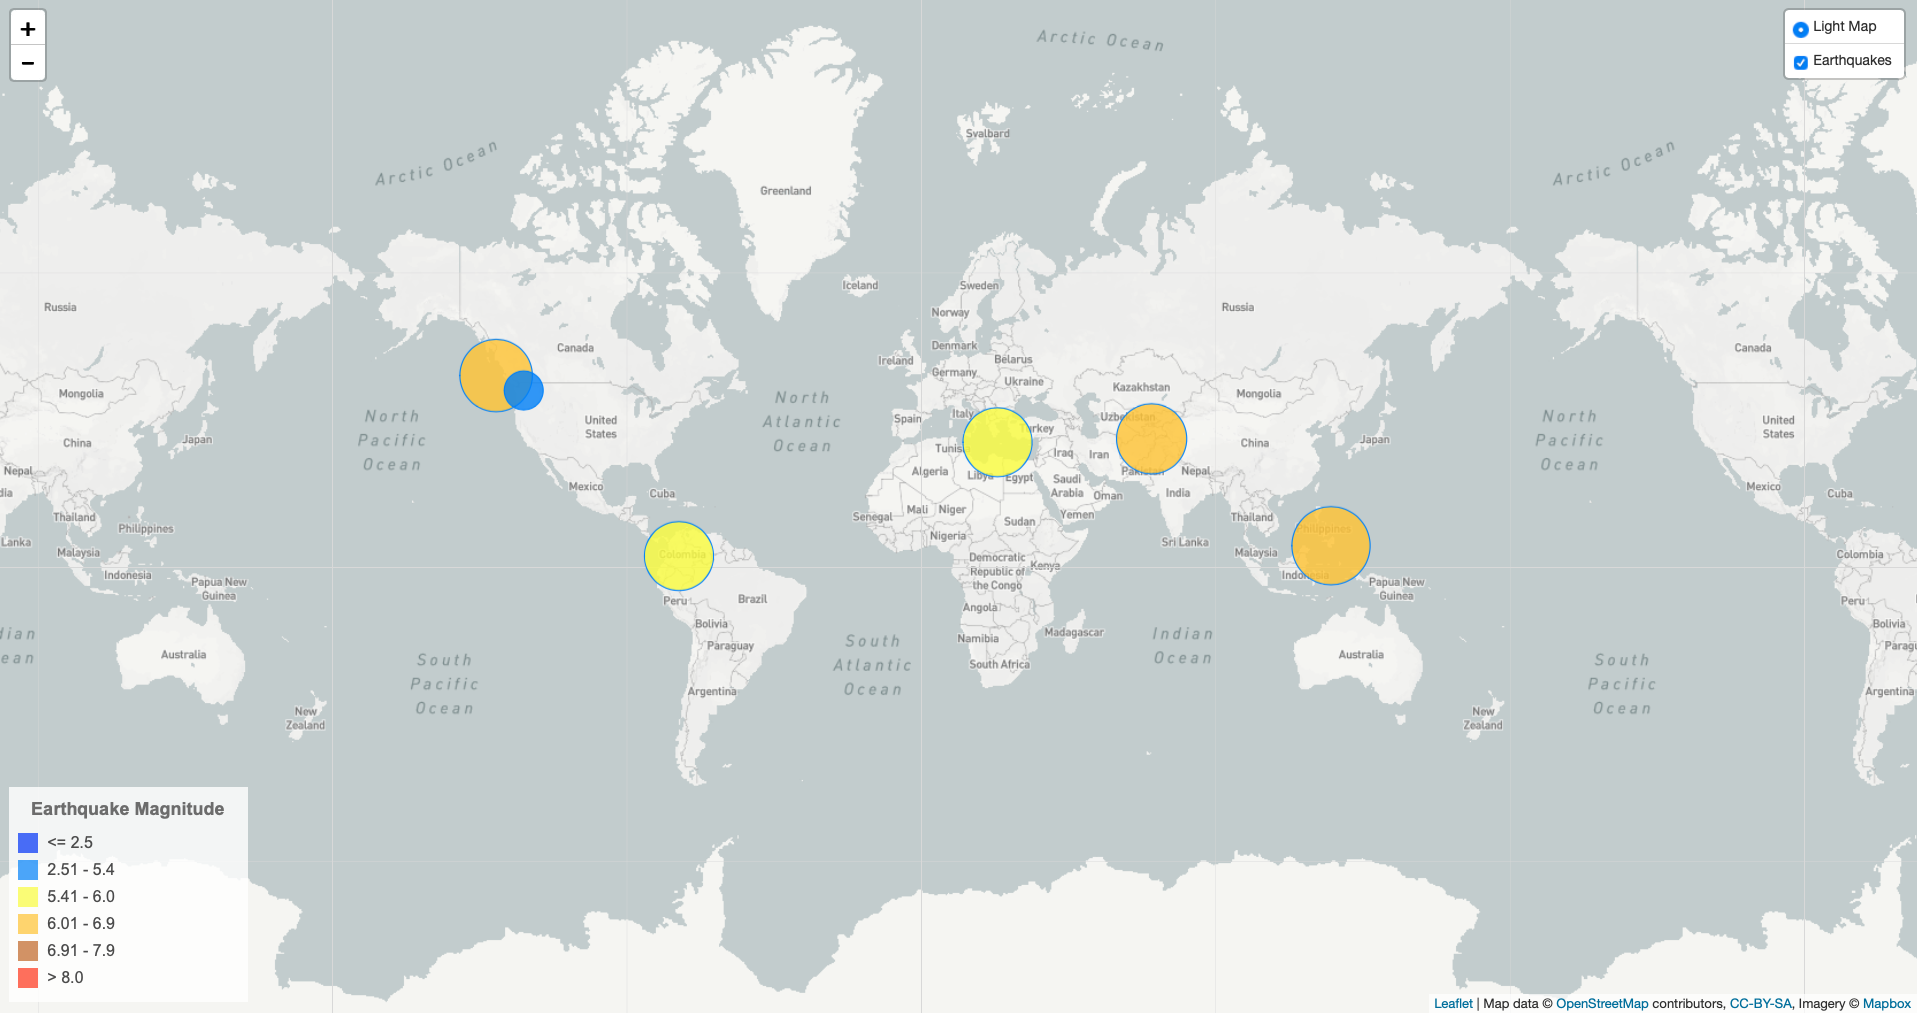 +
−
Light Map
Earthquakes
Arctic Ocean
Svalbard
Arctic Ocean
Arctic Ocean
Greenland
Iceland
Sweden
Norway
Russia
Russia
Canada
Denmark
Ireland
Belarus
Germany
Ukraine
Kazakhstan
Mongolia
Mongolia
Canada
North
Pacific
Ocean
United
States
North
Atlantic
Ocean
Spain
Italy
Turkey
Uzbekistan
China
Japan
China
Japan
North
Pacific
Ocean
United
States
Nepal
Tunis
Algeria
Libya
Egypt
Iraq
Iran
Pakistan
Nepal
Mexico
Cuba
Saudi
Arabia
Oman
India
Mexico
Cuba
dia
Thailand
Philippines
Senegal
Mali
Niger
Sudan
Yemen
Thailand
Philippines
Lanka
Malaysia
Indonesia
Papua New
Guinea
Colombia
Nigeria
Democratic
Republic of
the Congo
Kenya
Sri Lanka
Malaysia
Indonesia
Papua New
Guinea
Colombia
Peru
Brazil
Bolivia
Paraguay
Angola
Namibia
Madagascar
South Africa
Peru
Bolivia
Paragu
dian
ean
Australia
South
Pacific
Ocean
South
Atlantic
Ocean
Indian
Ocean
Australia
South
Pacific
Ocean
Argentina
Argentina
New
Zealand
New
Zealand
Earthquake Magnitude
<= 2.5
2.51 - 5.4
5.41 - 6.0
6.01 - 6.9
6.91 - 7.9
> 8.0
Leaflet | Map data © OpenStreetMap contributors, CC-BY-SA, Imagery © Mapbox